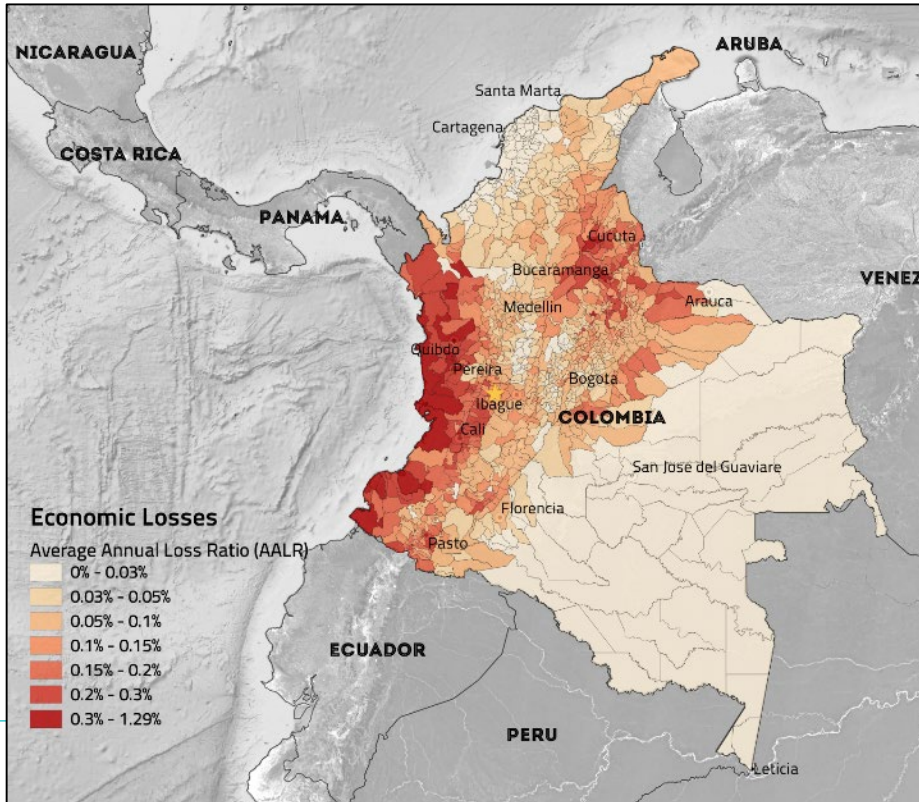 NICARAGUA
ARUBA
Santa Marta
Cartagena
COSTA RICA
PANAMA
Cucuta
Bucaramanga
VENEZ
Medellin
Arauca
Quibdo
Pereira
Bogota
Ibague
COLOMBIA
Cali
San Jose del Guaviare
Florencia
Economic Losses
Average Annual Loss Ratio (AALR)
0% - 0.03%
0.03% - 0.05%
0.05% - 0.1%
0.1% - 0.15%
0.15% - 0.2%
0.2% - 0.3%
0.3% - 1.29%
Pasto
ECUADOR
PERU
Leticia